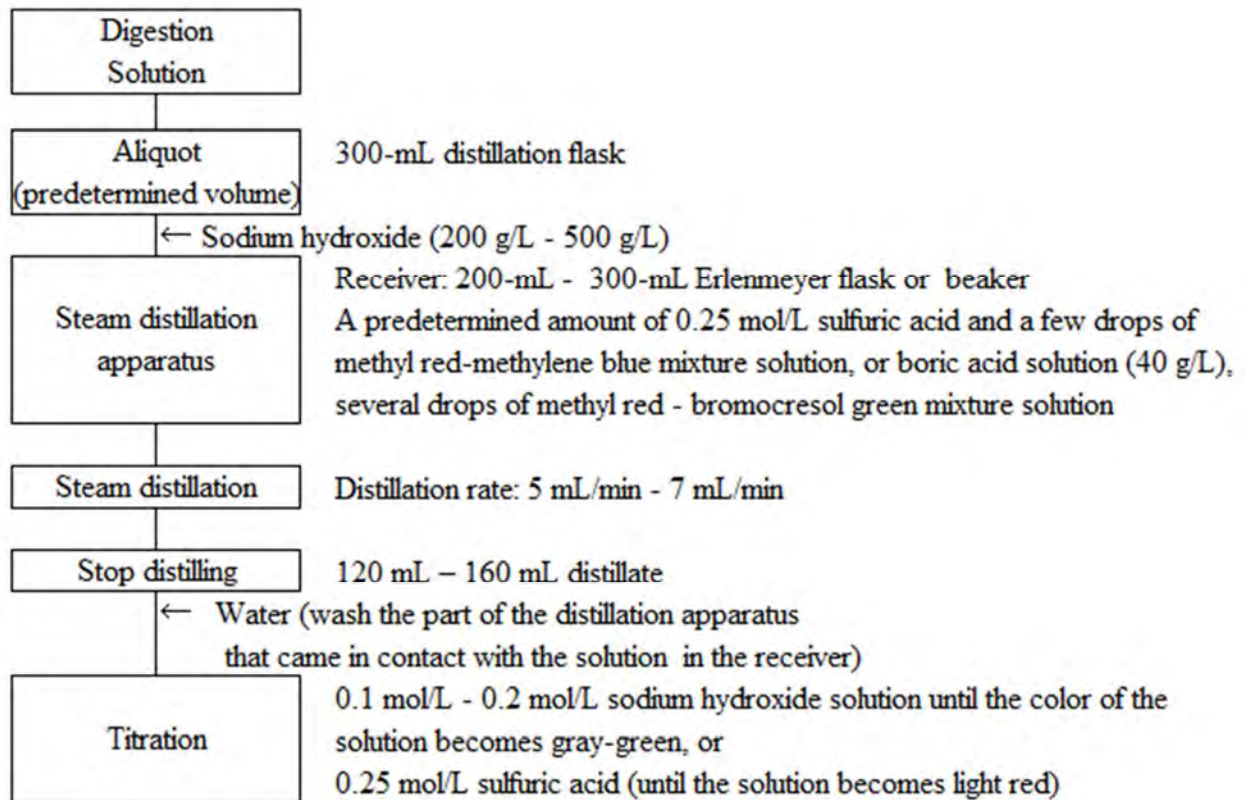 Digestion
Solution
Aliquot
(predetermined volume)
300-mL distillation flask
← Sodium hydroxide (200 g/L - 500 g/L)
Steam distillation
apparatus
Receiver: 200-mL - 300-mL Erlenmeyer flask or beaker
A predetermined amount of 0.25 mol/L sulfuric acid and a few drops of
methyl red-methylene blue mixture solution, or boric acid solution (40 g/L),
several drops of methyl red - bromocresol green mixture solution
Steam distillation
Distillation rate: 5 mL/min - 7 mL/min
Stop distilling
120 mL – 160 mL distillate
← Water (wash the part of the distillation apparatus
that came in contact with the solution in the receiver)
Titration
0.1 mol/L - 0.2 mol/L sodium hydroxide solution until the color of the
solution becomes gray-green, or
0.25 mol/L sulfuric acid (until the solution becomes light red)